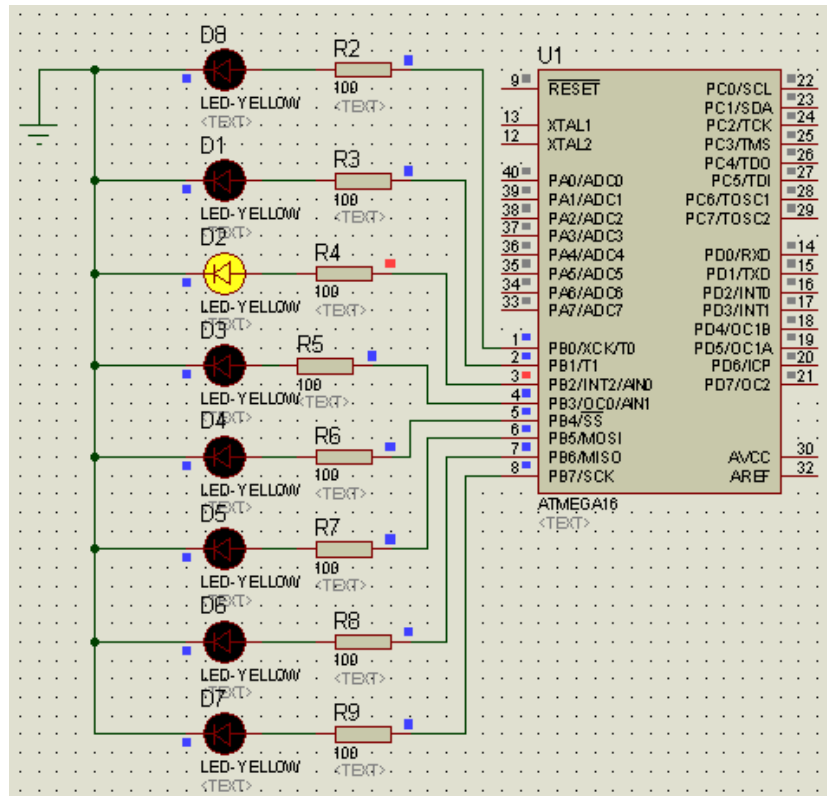 D8
R2
LED-YELLOW
100
<TEXT>
<TEXT>
D1
R3
LED-YELLOW
100
<TEXT>
<TEXT>
D2
R4
LED-YELLOW
100
<TEXT>
<TEXT>
D3
R5
LED-YELLOW
100
<TEXT>
<TEXT>
D4
R6
LED-YELLOW
100
<TEXT>
<TEXT>
D5
R7
LED-YELLOW
100
<TEXT>
<TEXT>
D6
R8
LED-YELLOW
100
<TEXT>
<TEXT>
D7
R9
LED-YELLOW
100
<TEXT>
<TEXT>
U1
9 RESET
13 XTAL1
12 XTAL2
40 PA0/ADC0
39 PA1/ADC1
38 PA2/ADC2
37 PA3/ADC3
36 PA4/ADC4
35 PA5/ADC5
34 PA6/ADC6
33 PA7/ADC7
1 PB0/XCK/T0
2 PB1/T1
3 PB2/INT2/AIN0
4 PB3/OC0/AIN1
5 PB4/SS
6 PB5/MOSI
7 PB6/MISO
8 PB7/SCK
PC0/SCL 22
PC1/SDA 23
PC2/TCK 24
PC3/TMS 25
PC4/TDO 26
PC5/TDI 27
PC6/TOSC1 28
PC7/TOSC2 29
PD0/RXD 14
PD1/TXD 15
PD2/INT0 16
PD3/INT1 17
PD4/OC1B 18
PD5/OC1A 19
PD6/ICP 20
PD7/OC2 21
AVCC 30
AREF 32
ATMEGA16
<TEXT>